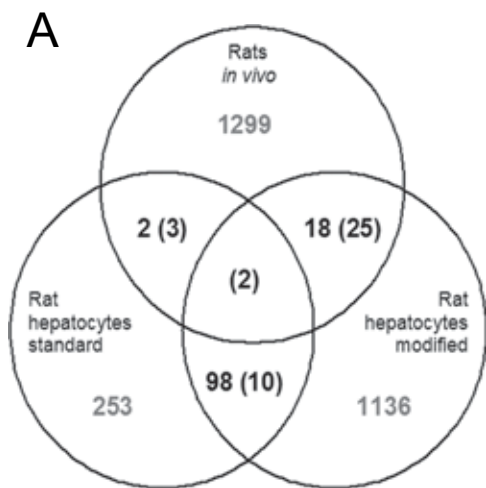 A
Rats
in vivo
1299
2 (3)
18 (25)
(2)
Rat
hepatocytes
standard
Rat
hepatocytes
modified
98 (10)
253
1136